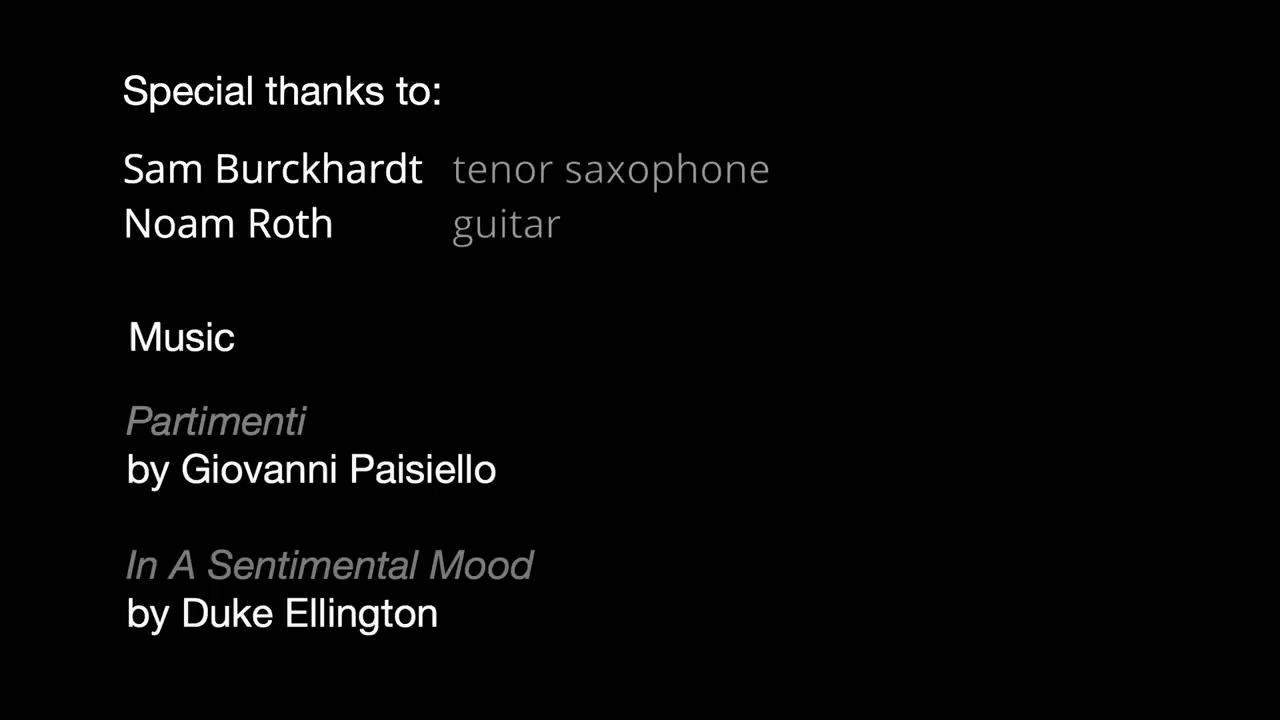 Special thanks to:
Sam Burckhardt tenor saxophone
Noam Roth guitar
Music
Partimenti
by Giovanni Paisiello
In A Sentimental Mood
by Duke Ellington